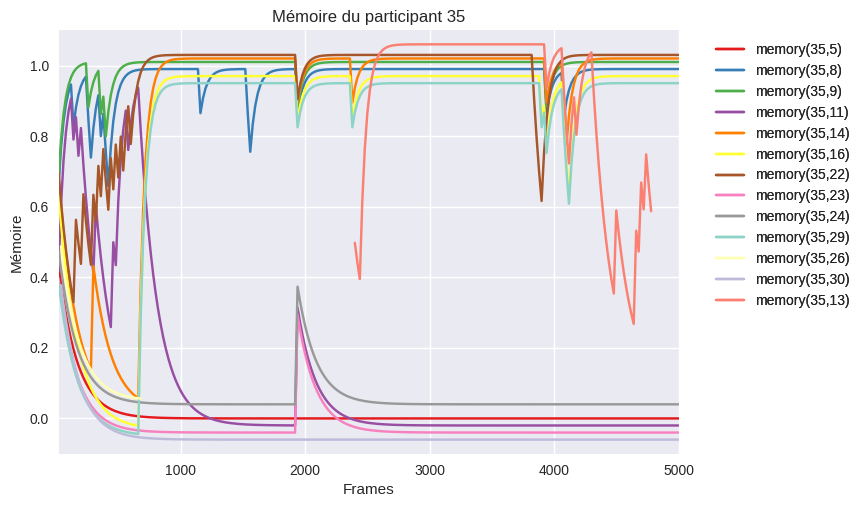 Mémoire du participant 35
Mémoire
1.0
0.8
0.6
0.4
0.2
0.0
1000
2000
3000
4000
5000
Frames
memory(35,5)
memory(35,8)
memory(35,9)
memory(35,11)
memory(35,14)
memory(35,16)
memory(35,22)
memory(35,23)
memory(35,24)
memory(35,29)
memory(35,26)
memory(35,30)
memory(35,13)